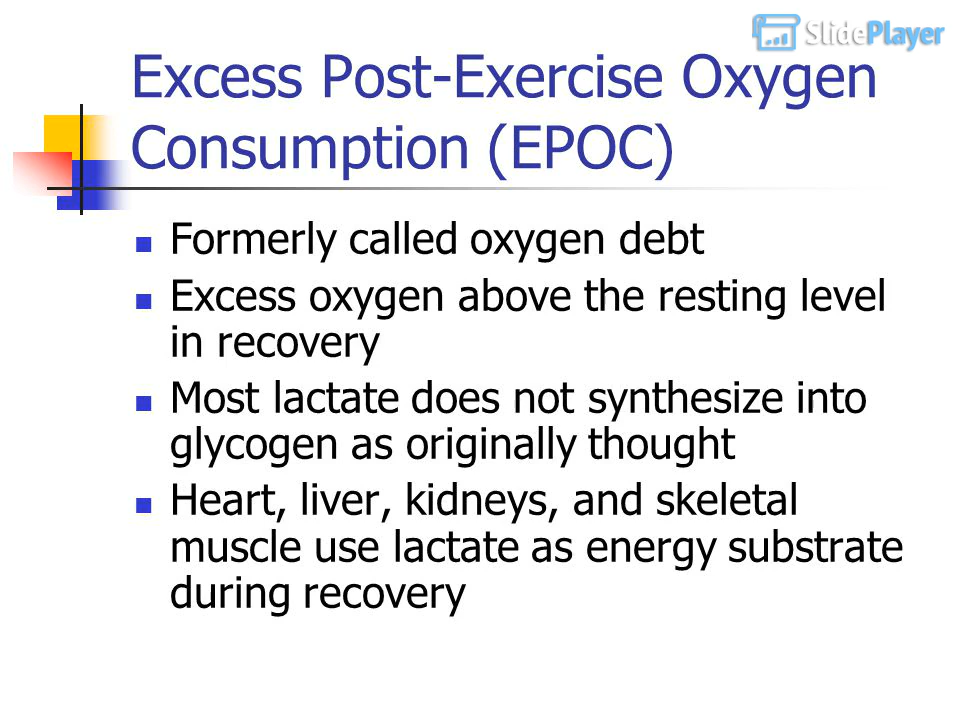 SlidePlayer
Excess Post-Exercise Oxygen
Consumption (EPOC)
Formerly called oxygen debt
Excess oxygen above the resting level
in recovery
Most lactate does not synthesize into
glycogen as originally thought
Heart, liver, kidneys, and skeletal
muscle use lactate as energy substrate
during recovery